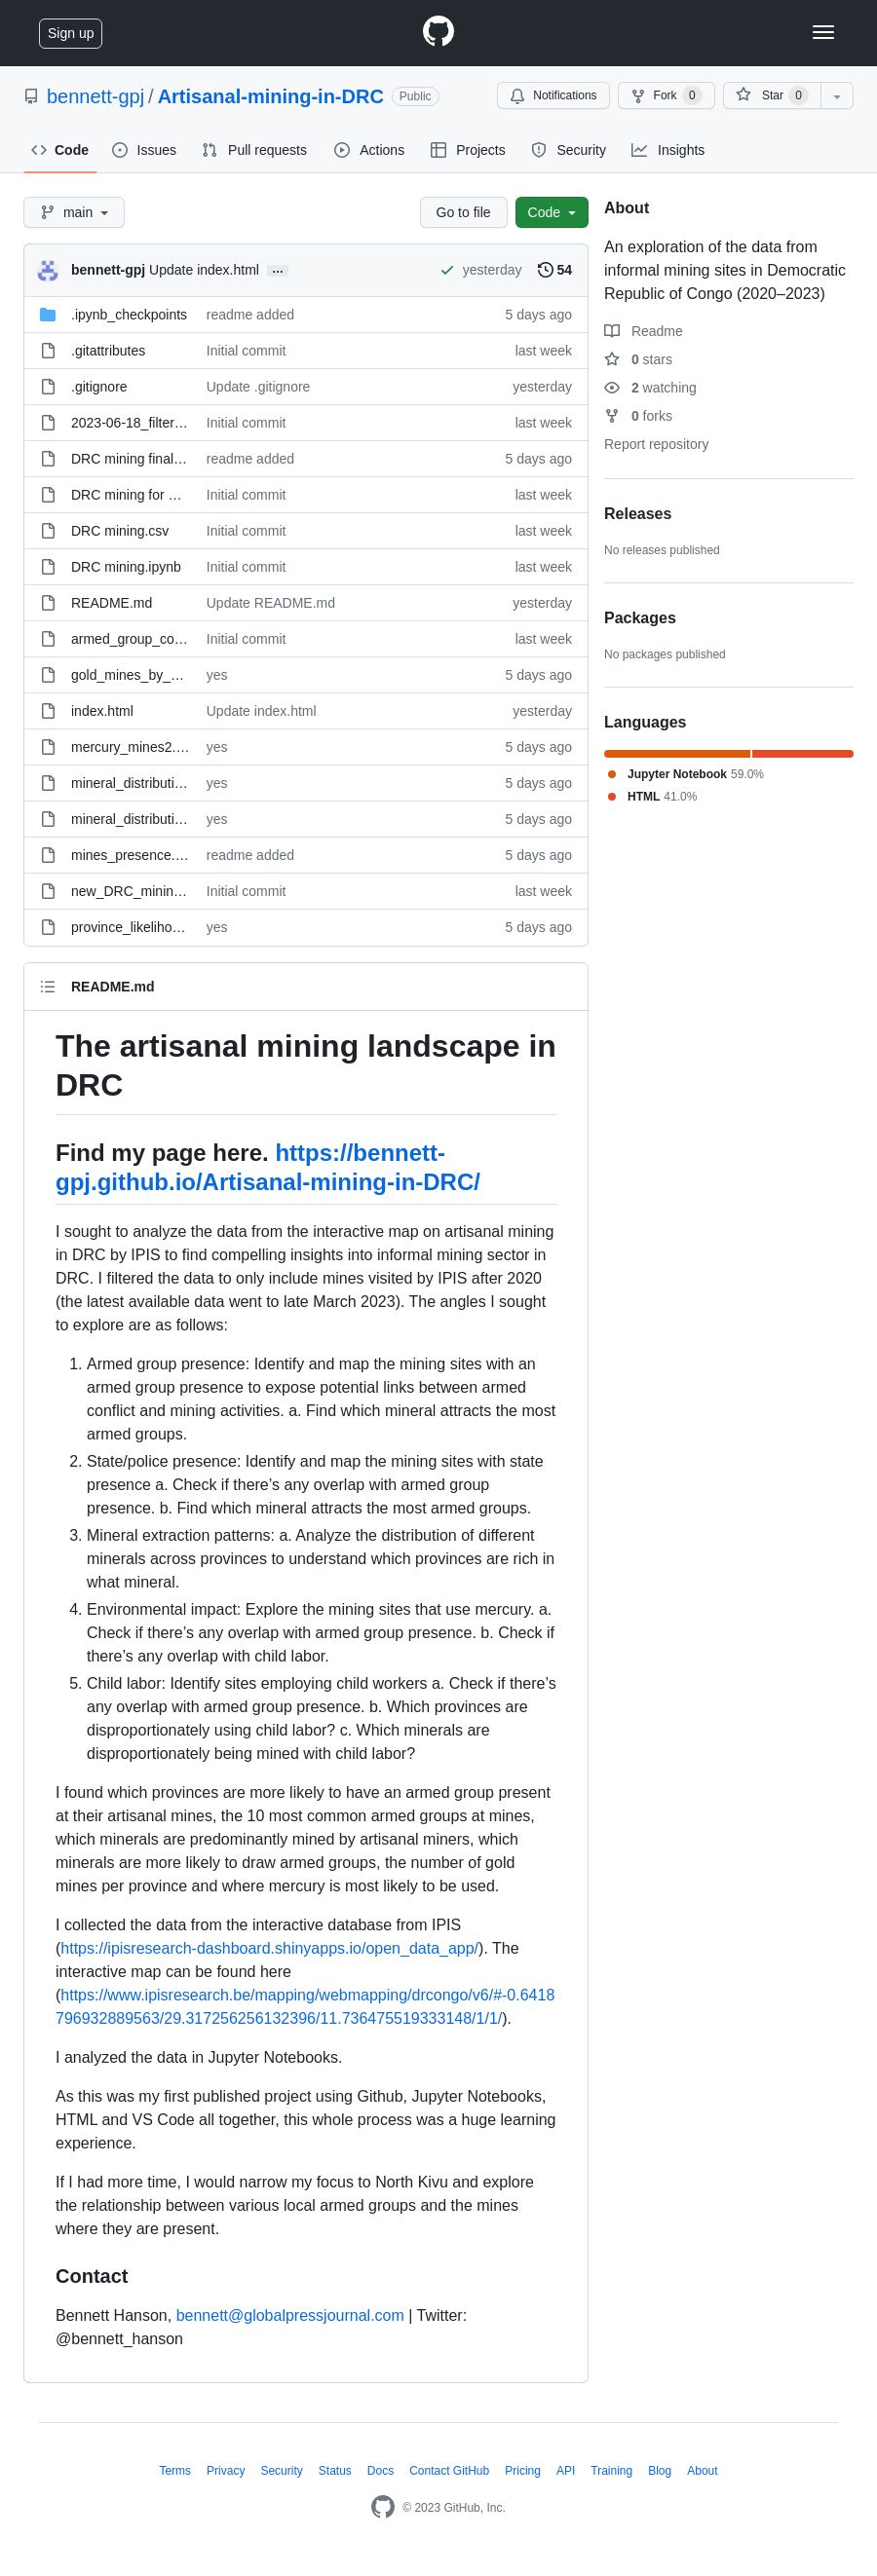 Sign up
bennett-gpj / Artisanal-mining-in-DRC Public
Notifications Fork 0 Star 0
Code Issues Pull requests Actions Projects Security Insights
main Go to file Code
bennett-gpj Update index.html … yesterday 54
.ipynb_checkpoints readme added 5 days ago
.gitattributes Initial commit last week
.gitignore Update .gitignore yesterday
2023-06-18_filter… Initial commit last week
DRC mining final… readme added 5 days ago
DRC mining for … Initial commit last week
DRC mining.csv Initial commit last week
DRC mining.ipynb Initial commit last week
README.md Update README.md yesterday
armed_group_co… Initial commit last week
gold_mines_by_… yes 5 days ago
index.html Update index.html yesterday
mercury_mines2.… yes 5 days ago
mineral_distributi… yes 5 days ago
mineral_distributi… yes 5 days ago
mines_presence.… readme added 5 days ago
new_DRC_minin… Initial commit last week
province_likeliho… yes 5 days ago
About
An exploration of the data from
informal mining sites in Democratic
Republic of Congo (2020–2023)
Readme
0 stars
2 watching
0 forks
Report repository
Releases
No releases published
Packages
No packages published
Languages
Jupyter Notebook 59.0%
HTML 41.0%
README.md
The artisanal mining landscape in
DRC
Find my page here. https://bennett-
gpj.github.io/Artisanal-mining-in-DRC/
I sought to analyze the data from the interactive map on artisanal mining
in DRC by IPIS to find compelling insights into informal mining sector in
DRC. I filtered the data to only include mines visited by IPIS after 2020
(the latest available data went to late March 2023). The angles I sought
to explore are as follows:
1. Armed group presence: Identify and map the mining sites with an
armed group presence to expose potential links between armed
conflict and mining activities. a. Find which mineral attracts the most
armed groups.
2. State/police presence: Identify and map the mining sites with state
presence a. Check if there’s any overlap with armed group
presence. b. Find which mineral attracts the most armed groups.
3. Mineral extraction patterns: a. Analyze the distribution of different
minerals across provinces to understand which provinces are rich in
what mineral.
4. Environmental impact: Explore the mining sites that use mercury. a.
Check if there’s any overlap with armed group presence. b. Check if
there’s any overlap with child labor.
5. Child labor: Identify sites employing child workers a. Check if there’s
any overlap with armed group presence. b. Which provinces are
disproportionately using child labor? c. Which minerals are
disproportionately being mined with child labor?
I found which provinces are more likely to have an armed group present
at their artisanal mines, the 10 most common armed groups at mines,
which minerals are predominantly mined by artisanal miners, which
minerals are more likely to draw armed groups, the number of gold
mines per province and where mercury is most likely to be used.
I collected the data from the interactive database from IPIS
(https://ipisresearch-dashboard.shinyapps.io/open_data_app/). The
interactive map can be found here
(https://www.ipisresearch.be/mapping/webmapping/drcongo/v6/#-0.6418
796932889563/29.317256256132396/11.736475519333148/1/1/).
I analyzed the data in Jupyter Notebooks.
As this was my first published project using Github, Jupyter Notebooks,
HTML and VS Code all together, this whole process was a huge learning
experience.
If I had more time, I would narrow my focus to North Kivu and explore
the relationship between various local armed groups and the mines
where they are present.
Contact
Bennett Hanson, bennett@globalpressjournal.com | Twitter:
@bennett_hanson
Terms Privacy Security Status Docs Contact GitHub Pricing API Training Blog About
© 2023 GitHub, Inc.